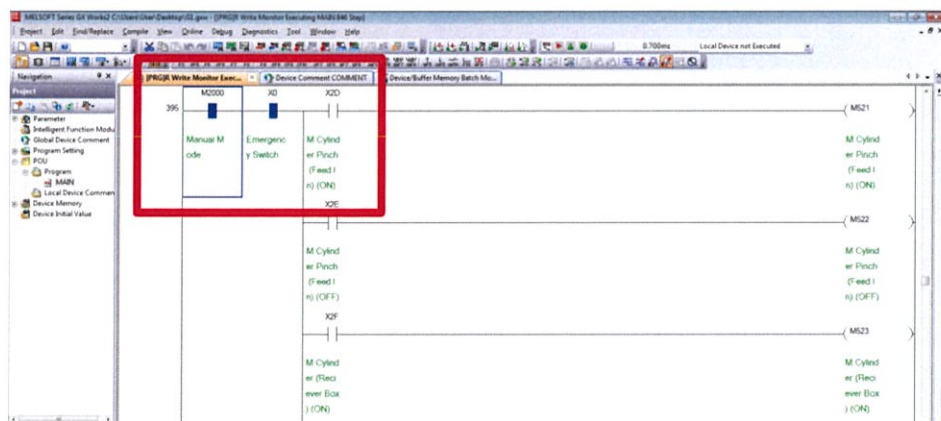 MELSOFT Series GX Works2 C:\Users\User\Desktop\02.gxw - [[PRG]R Write Monitor Executing MAIN 846 Step]
Project Edit Find/Replace Compile View Online Debug Diagnostics Tool Window Help
0.700ms Local Device not Executed
Navigation
[PRG]R Write Monitor Exec... Device Comment COMMENT Device/Buffer Memory Batch Mo...
Project
Parameter
Intelligent Function Modu
Global Device Comment
Program Setting
POU
Program
MAIN
Local Device Commen
Device Memory
Device Initial Value
M2000 X0 X2D
395 M521
Manual M Emergenc M Cylind M Cylind
ode y Switch er Pinch er Pinch
(Feed I (Feed I
n) (ON) n) (ON)
X2E
M522
M Cylind M Cylind
er Pinch er Pinch
(Feed I (Feed I
n) (OFF) n) (OFF)
X2F
M523
M Cylind M Cylind
er (Reci er (Reci
ever Box ever Box
) (ON) ) (ON)